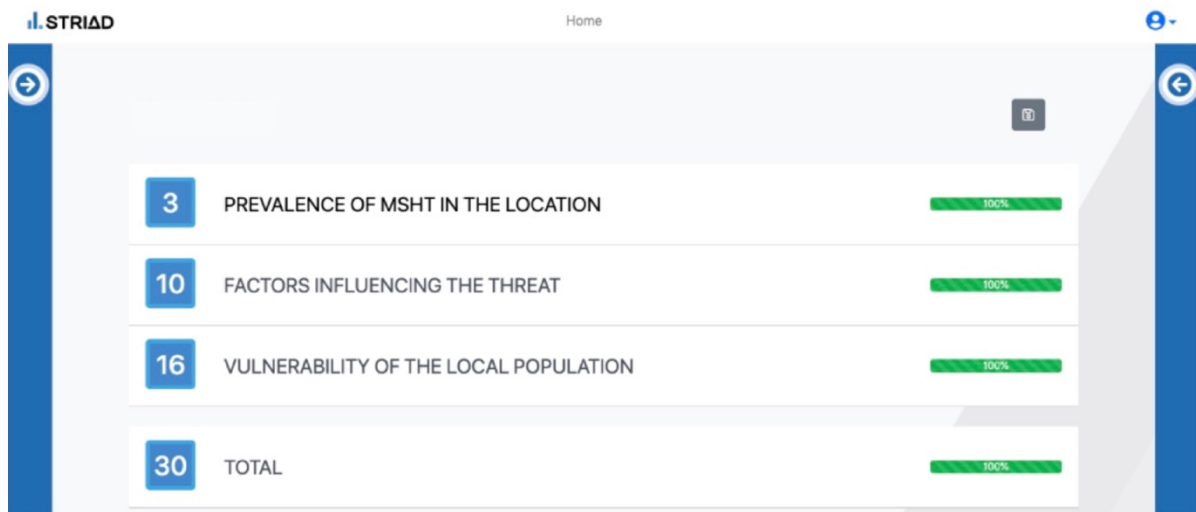 STRIAD
Home
3 PREVALENCE OF MSHT IN THE LOCATION 100%
10 FACTORS INFLUENCING THE THREAT 100%
16 VULNERABILITY OF THE LOCAL POPULATION 100%
30 TOTAL 100%